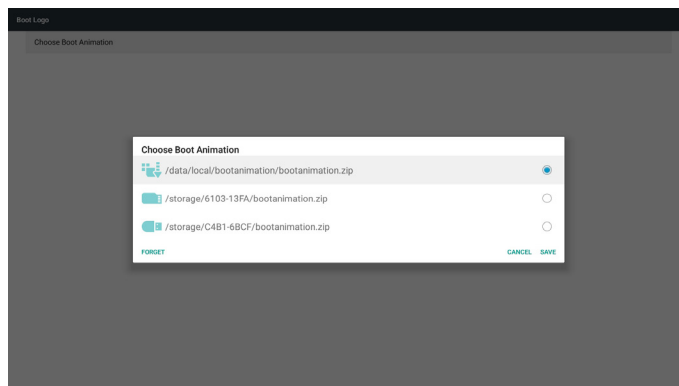 Boot Logo
Choose Boot Animation
Choose Boot Animation
/data/local/bootanimation/bootanimation.zip
/storage/6103-13FA/bootanimation.zip
/storage/C4B1-6BCF/bootanimation.zip
FORGET CANCEL SAVE